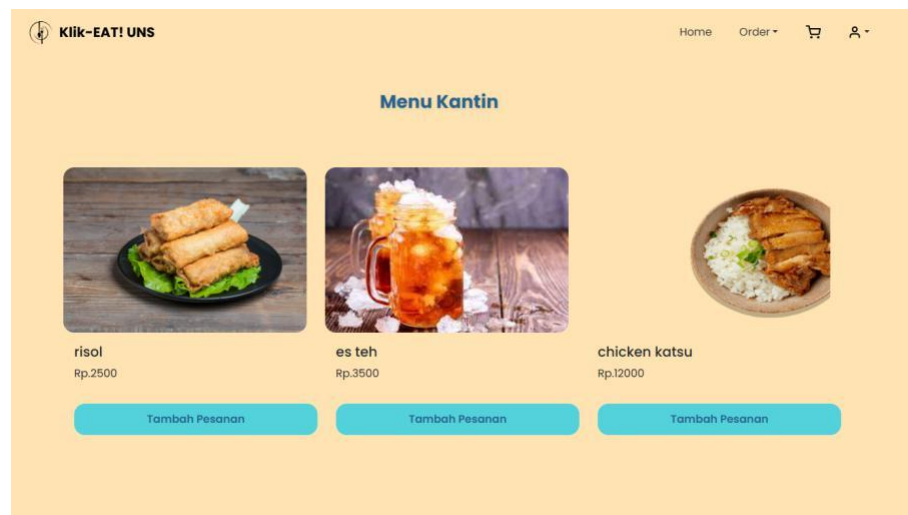 Klik-EAT! UNS
Home
Order
Menu Kantin
risol
Rp.2500
Tambah Pesanan
es teh
Rp.3500
Tambah Pesanan
chicken katsu
Rp.12000
Tambah Pesanan